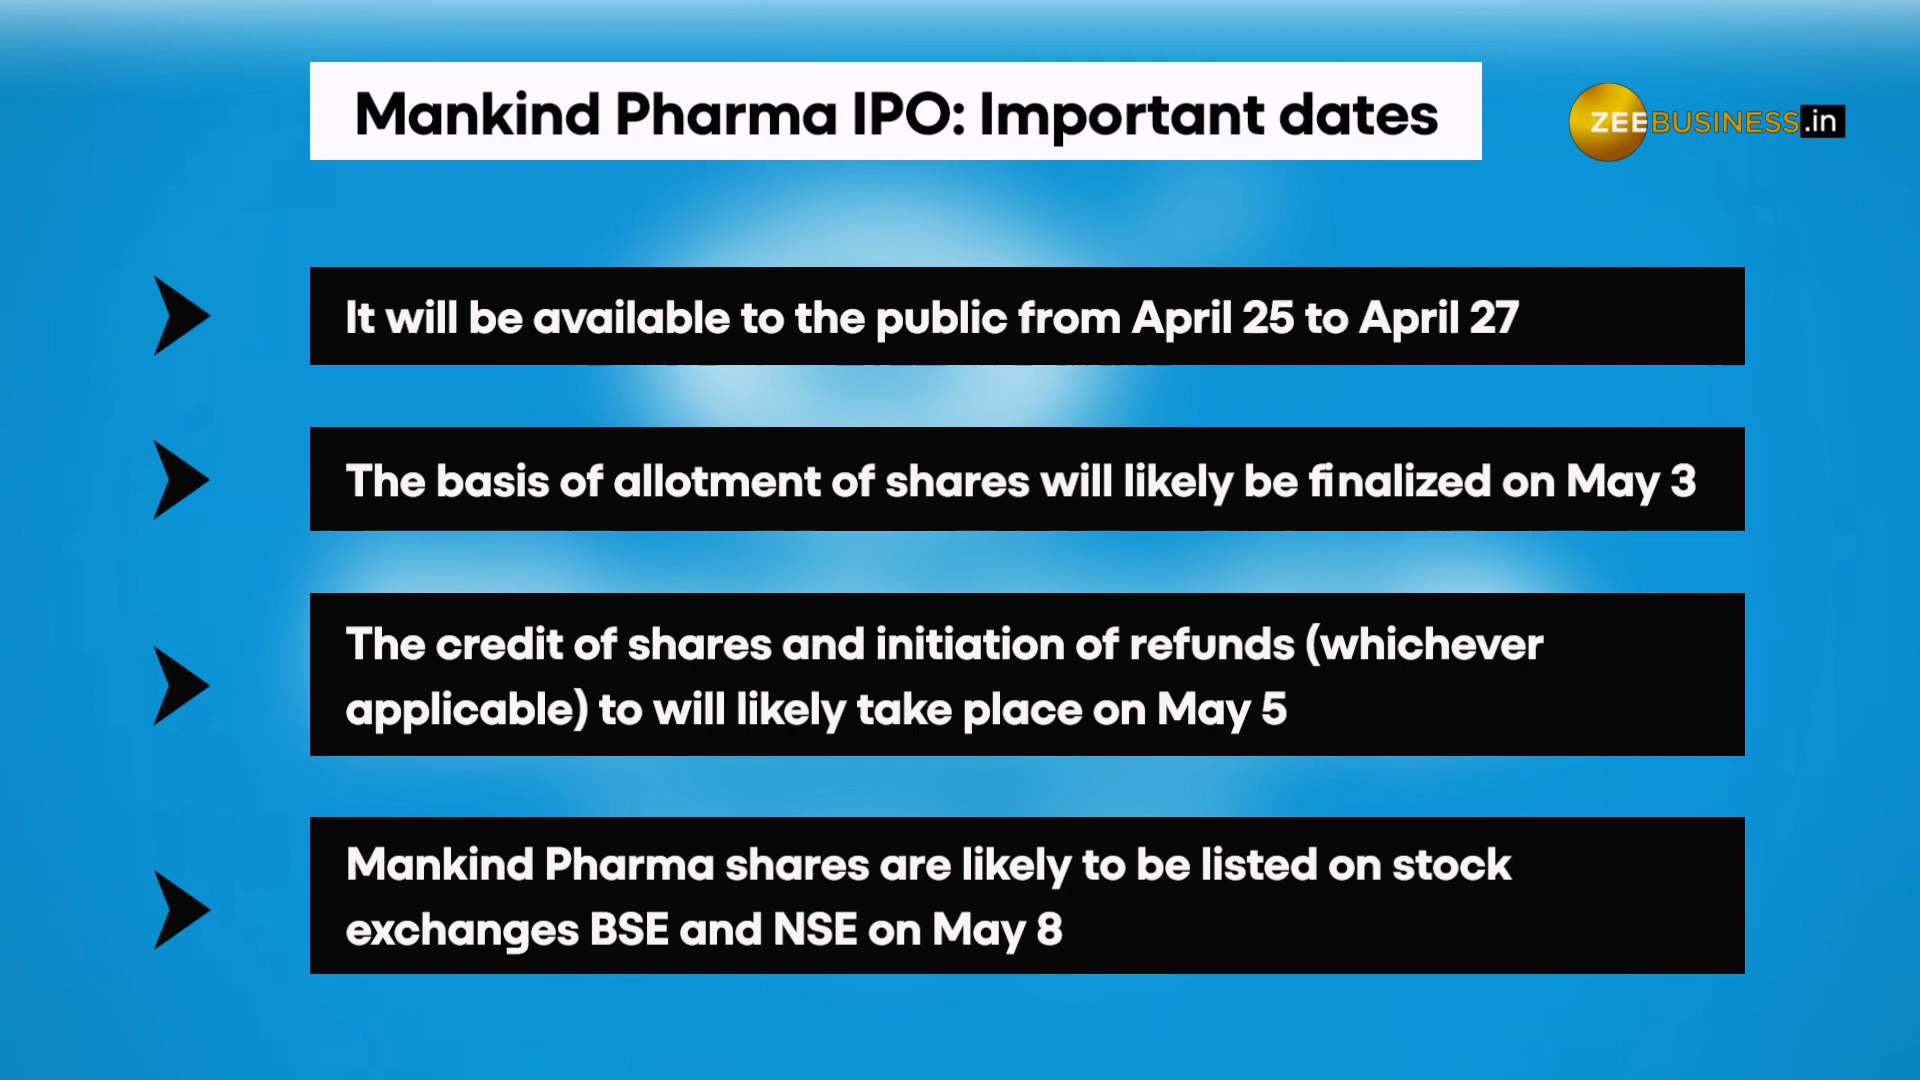 Mankind Pharma IPO: Important dates
ZEEBUSINESS.in
It will be available to the public from April 25 to April 27
The basis of allotment of shares will likely be finalized on May 3
The credit of shares and initiation of refunds (whichever
applicable) to will likely take place on May 5
Mankind Pharma shares are likely to be listed on stock
exchanges BSE and NSE on May 8